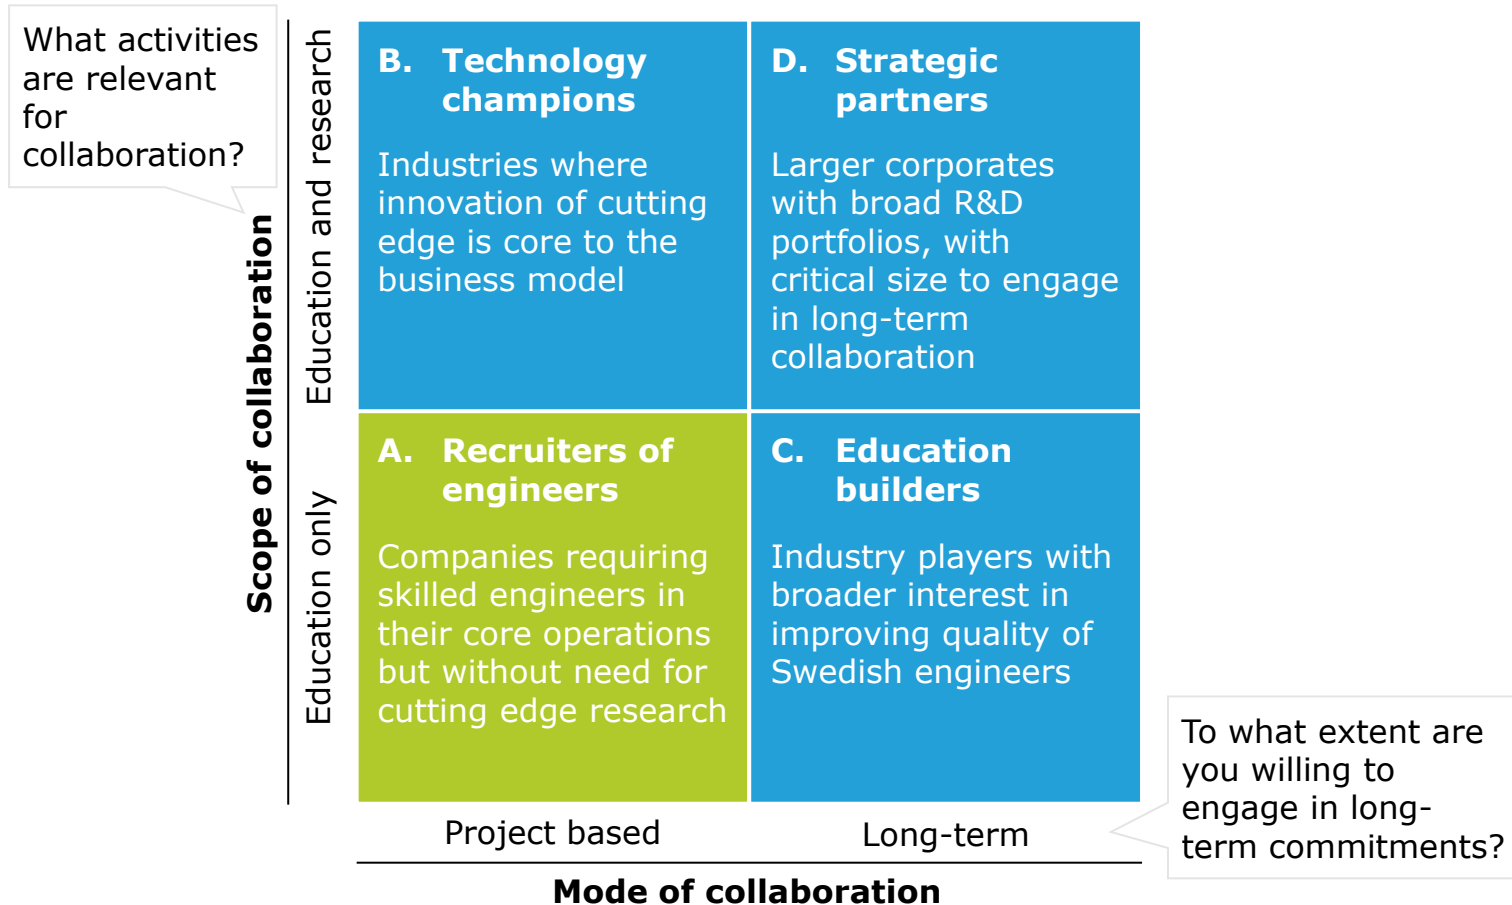 What activities
are relevant
for
collaboration?
Scope of collaboration
Education and research
Education only
B. Technology
champions
Industries where
innovation of cutting
edge is core to the
business model
D. Strategic
partners
Larger corporates
with broad R&D
portfolios, with
critical size to engage
in long-term
collaboration
A. Recruiters of
engineers
Companies requiring
skilled engineers in
their core operations
but without need for
cutting edge research
C. Education
builders
Industry players with
broader interest in
improving quality of
Swedish engineers
To what extent are
you willing to
engage in long-
term commitments?
Project based
Long-term
Mode of collaboration